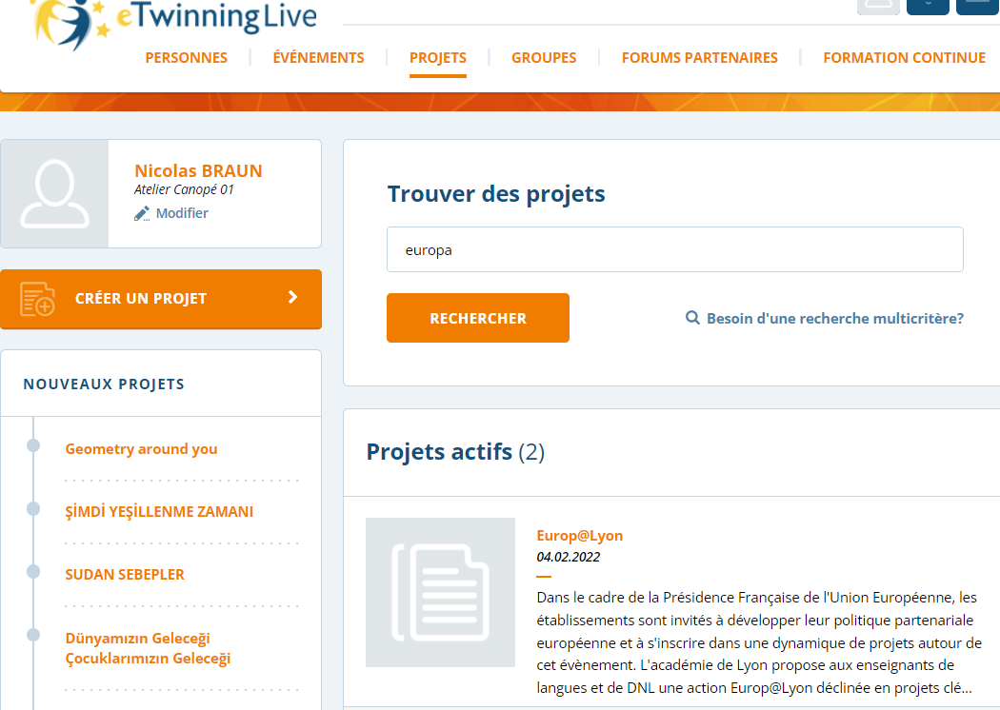 eTwinningLive
PERSONNES
ÉVÉNEMENTS
PROJETS
GROUPES
FORUMS PARTENAIRES
FORMATION CONTINUE
Nicolas BRAUN
Atelier Canopé 01
Modifier
CRÉER UN PROJET
NOUVEAUX PROJETS
Geometry around you
ŞİMDİ YEŞİLLENME ZAMANI
SUDAN SEBEPLER
Dünyamızın Geleceği
Çocuklarımızın Geleceği
Trouver des projets
europa
RECHERCHER
Besoin d'une recherche multicritère?
Projets actifs (2)
Europ@Lyon
04.02.2022
Dans le cadre de la Présidence Française de l'Union Européenne, les
établissements sont invités à développer leur politique partenariale
européenne et à s'inscrire dans une dynamique de projets autour de
cet évènement. L'académie de Lyon propose aux enseignants de
langues et de DNL une action Europ@Lyon déclinée en projets clé...